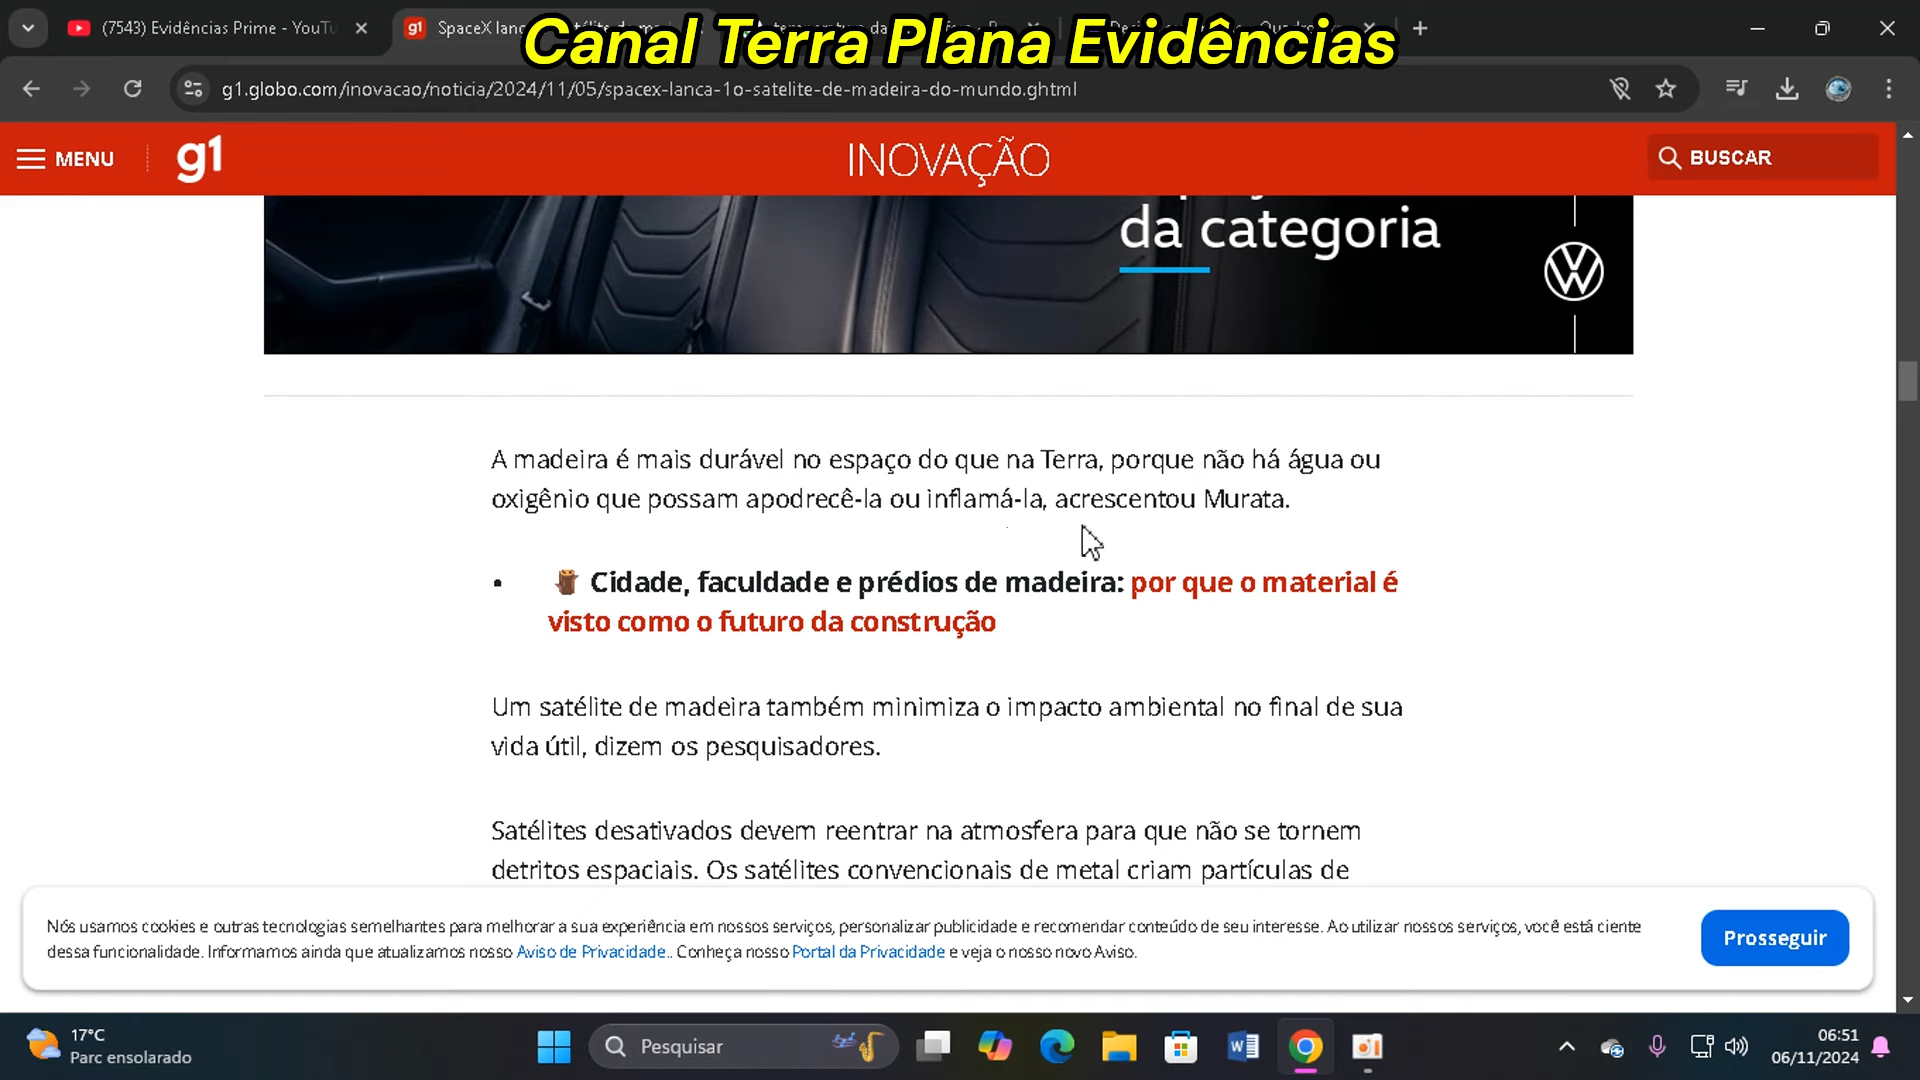 Canal Terra Plana Evidências
(7543) Evidências Prime - YouTu
g1.globo.com/inovacao/noticia/2024/11/05/spacex-lanca-1o-satelite-de-madeira-do-mundo.ghtml
MENU
g1
INOVAÇÃO
BUSCAR
da categoria
A madeira é mais durável no espaço do que na Terra, porque não há água ou
oxigênio que possam apodrecê-la ou inflamá-la, acrescentou Murata.
• Cidade, faculdade e prédios de madeira: por que o material é
visto como o futuro da construção
Um satélite de madeira também minimiza o impacto ambiental no final de sua
vida útil, dizem os pesquisadores.
Satélites desativados devem reentrar na atmosfera para que não se tornem
detritos espaciais. Os satélites convencionais de metal criam partículas de
Nós usamos cookies e outras tecnologias semelhantes para melhorar a sua experiência em nossos serviços, personalizar publicidade e recomendar conteúdo de seu interesse. Ao utilizar nossos serviços, você está ciente
dessa funcionalidade. Informamos ainda que atualizamos nosso Aviso de Privacidade.. Conheça nosso Portal da Privacidade e veja o nosso novo Aviso.
Prosseguir
17°C
Parc ensolarado
Pesquisar
06:51
06/11/2024